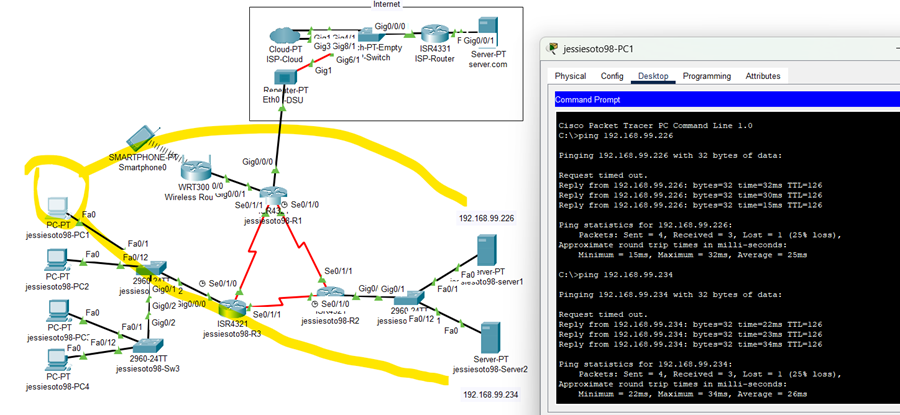 Internet
Gig0/0/0
Cloud-PT
ISP-Cloud
Gig3
Gig8/1
Gig6/1
ch-PT-Empty
-Switch
ISR4331
ISP-Router
Gig0/0/1
Server-PT
server.com
Gig1
Repeater-PT
Eth0
-DSU
SMARTPHONE-PT
Smartphone0
Gig0/0/0
WRT300
0/0
Wireless Rou
Gig0/0/1
Se0/1/1
Se0/1/0
jessiesoto98-R1
192.168.99.226
Fa0
PC-PT
jessiesoto98-PC1
Fa0/1
Fa0
Fa0/12
PC-PT
jessiesoto98-PC2
2960-24TT
Gig0/1
Gig0/0/0
Se0/1/0
Se0/1/1
ISR4321
jessiesoto98-R3
Se0/1/1
Se0/1/0
jessiesoto98-R2
Gig0/
Gig0/1
2960-24TT
Fa0
Fa0/1
Fa0/12
Fa0
jessiesoto98-server1
Gig0/2
Gig0/2
Fa0
PC-PT
Fa0/1
Fa0
Fa0/12
PC-PT
jessiesoto98-PC4
2960-24TT
jessiesoto98-Sw3
Server-PT
jessiesoto98-Server2
192.168.99.234
jessiesoto98-PC1
Physical Config Desktop Programming Attributes
Command Prompt
Cisco Packet Tracer PC Command Line 1.0
C:\>ping 192.168.99.226
Pinging 192.168.99.226 with 32 bytes of data:
Request timed out.
Reply from 192.168.99.226: bytes=32 time=32ms TTL=126
Reply from 192.168.99.226: bytes=32 time=30ms TTL=126
Reply from 192.168.99.226: bytes=32 time=15ms TTL=126
Ping statistics for 192.168.99.226:
Packets: Sent = 4, Received = 3, Lost = 1 (25% loss),
Approximate round trip times in milli-seconds:
Minimum = 15ms, Maximum = 32ms, Average = 25ms
C:\>ping 192.168.99.234
Pinging 192.168.99.234 with 32 bytes of data:
Request timed out.
Reply from 192.168.99.234: bytes=32 time=22ms TTL=126
Reply from 192.168.99.234: bytes=32 time=23ms TTL=126
Reply from 192.168.99.234: bytes=32 time=34ms TTL=126
Ping statistics for 192.168.99.234:
Packets: Sent = 4, Received = 3, Lost = 1 (25% loss),
Approximate round trip times in milli-seconds:
Minimum = 22ms, Maximum = 34ms, Average = 26ms